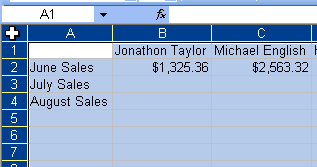 A1 fx
A B C
1 Jonathon Taylor Michael English
2 June Sales $1,325.36 $2,563.32
3 July Sales
4 August Sales
5
6
7